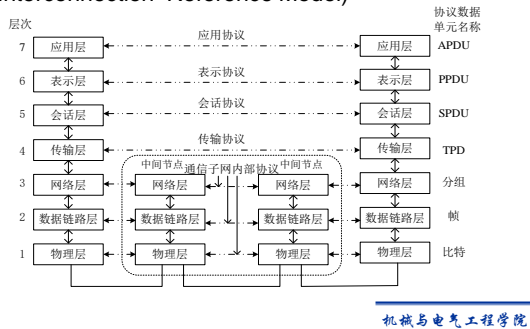 Interconnection Reference Model)
层次
协议数据
单元名称
7 应用层 应用协议 应用层 APDU
6 表示层 表示协议 表示层 PPDU
5 会话层 会话协议 会话层 SPDU
4 传输层 传输协议 传输层 TPD
中间节点 通信子网内部协议 中间节点
3 网络层 网络层 网络层 网络层 分组
2 数据链路层 数据链路层 数据链路层 数据链路层 帧
1 物理层 物理层 物理层 物理层 比特
机械与电气工程学院